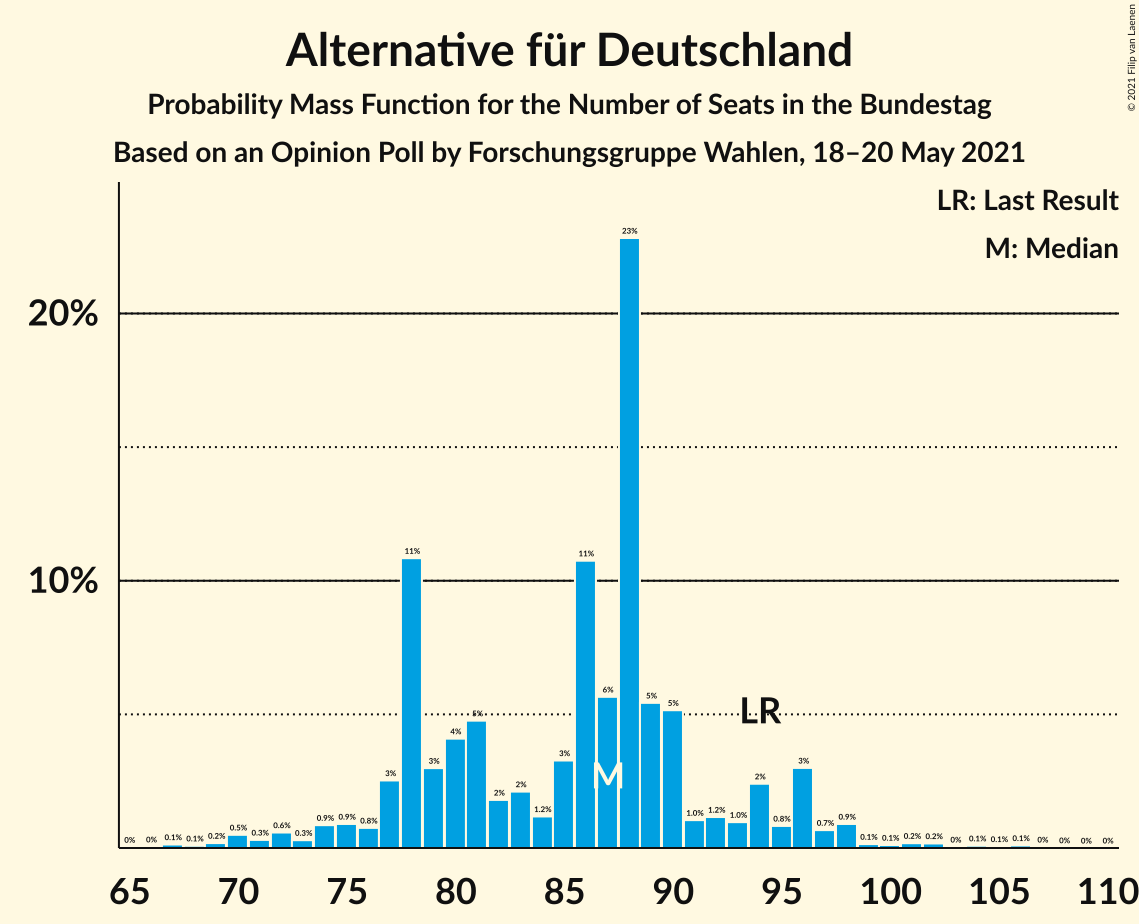 Alternative für Deutschland
Probability Mass Function for the Number of Seats in the Bundestag
Based on an Opinion Poll by Forschungsgruppe Wahlen, 18–20 May 2021
© 2021 Filip van Laenen
LR: Last Result
M: Median
20%
10%
0% 0% 0.1% 0.1% 0.2% 0.5% 0.3% 0.6% 0.3% 0.9% 0.9% 0.8% 3% 11% 3% 4% 5% 2% 2% 1.2% 3% 11% 6% 23% 5% 5% 1.0% 1.2% 1.0% 2% 0.8% 3% 0.7% 0.9% 0.1% 0.1% 0.2% 0.2% 0% 0.1% 0.1% 0.1% 0% 0% 0% 0%
LR
M
65 70 75 80 85 90 95 100 105 110